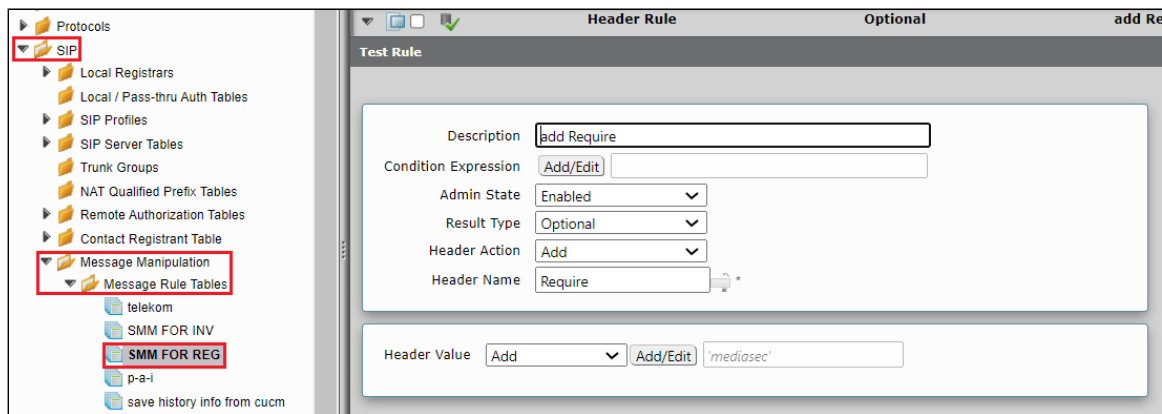 Protocols
SIP
Local Registrars
Local / Pass-thru Auth Tables
SIP Profiles
SIP Server Tables
Trunk Groups
NAT Qualified Prefix Tables
Remote Authorization Tables
Contact Registrant Table
Message Manipulation
Message Rule Tables
telekom
SMM FOR INV
SMM FOR REG
p-a-i
save history info from cucm
Header Rule Optional add Re
Test Rule
Description add Require
Condition Expression Add/Edit
Admin State Enabled
Result Type Optional
Header Action Add
Header Name Require *
Header Value Add Add/Edit 'mediasec'